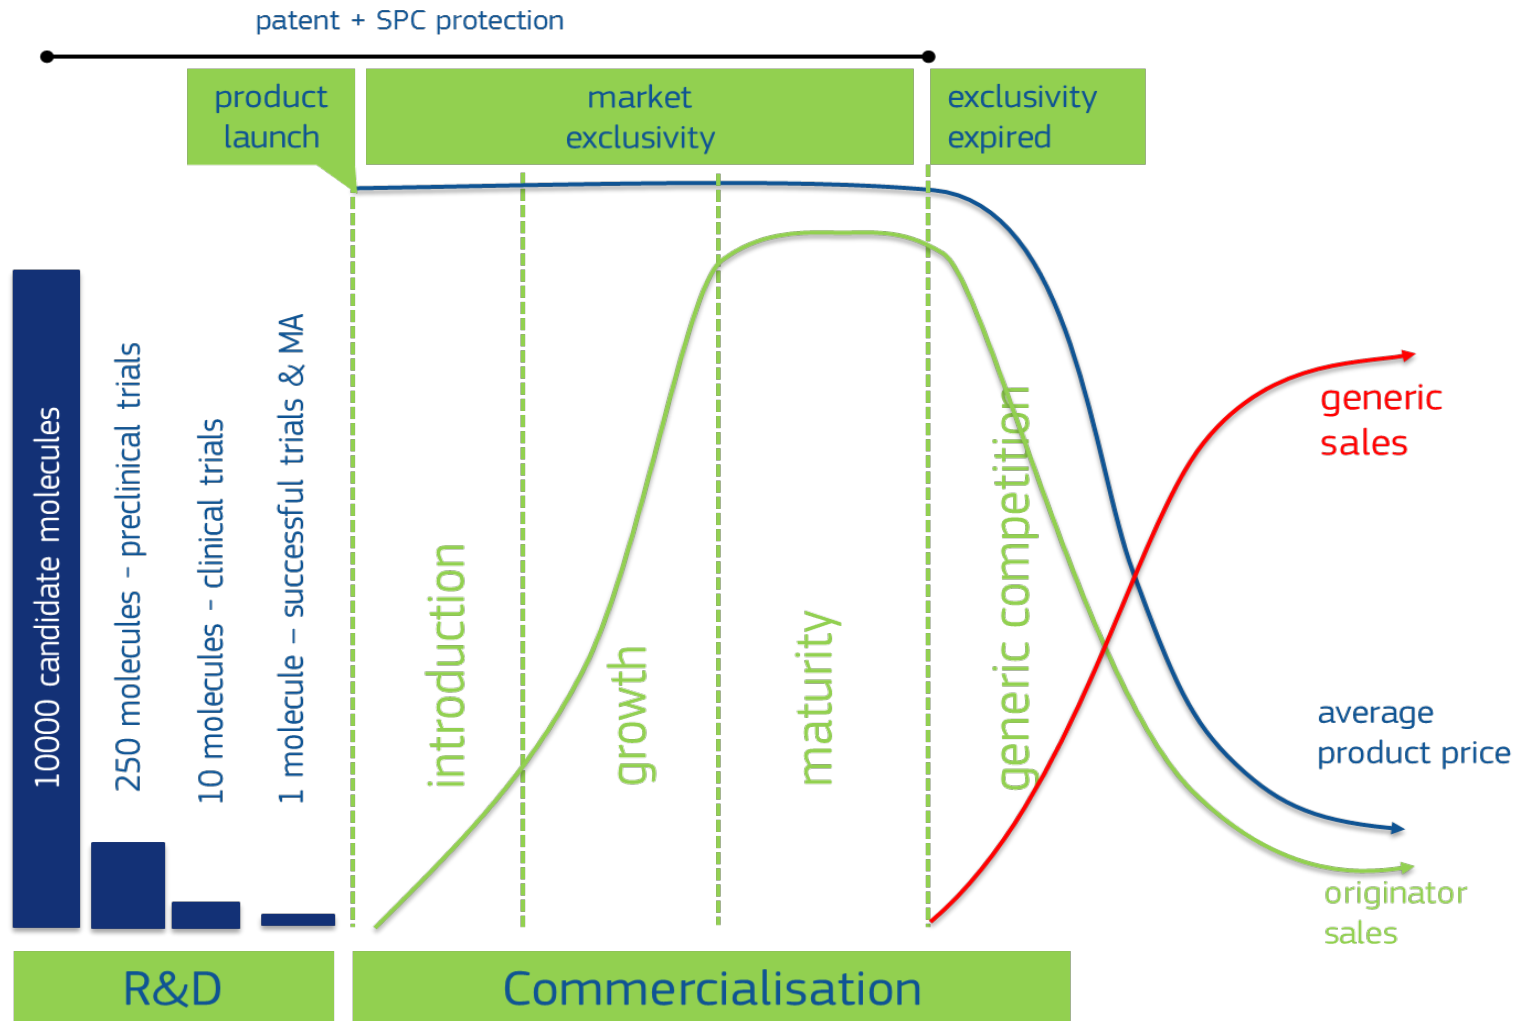 patent + SPC protection
product
launch
market
exclusivity
exclusivity
expired
10000 candidate molecules
250 molecules – preclinical trials
10 molecules – clinical trials
1 molecule – successful trials & MA
introduction
growth
maturity
generic competition
generic
sales
average
product price
originator
sales
R&D
Commercialisation